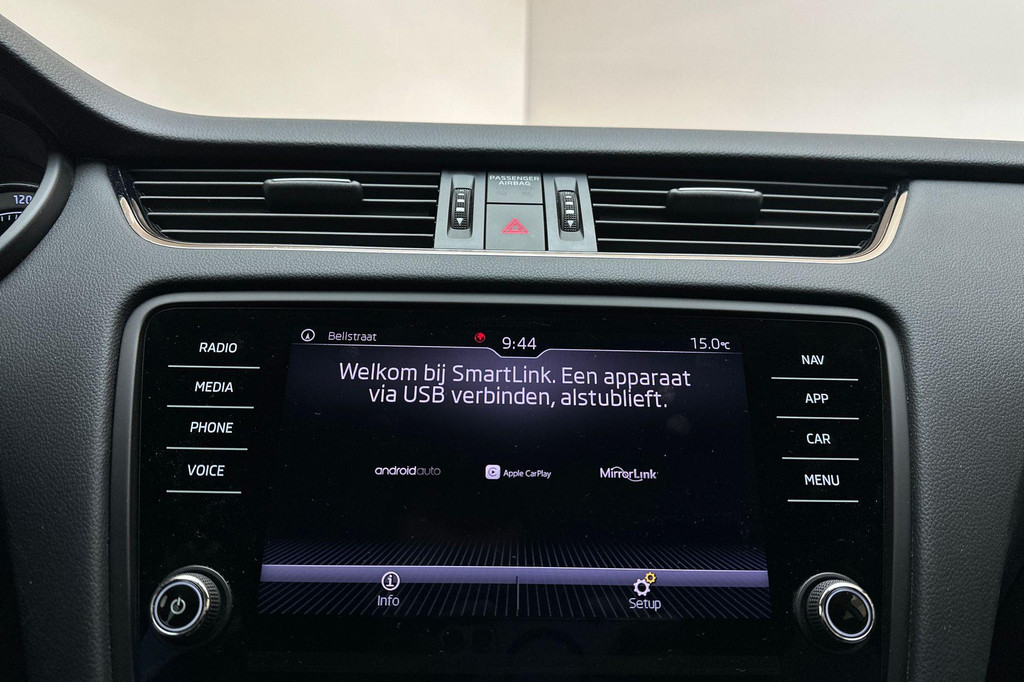 120
PASSENGER
AIRBAG
Bellstraat
9:44
15.0°C
RADIO
MEDIA
PHONE
VOICE
Welkom bij SmartLink. Een apparaat
via USB verbinden, alstublieft.
androidauto
Apple CarPlay
MirrorLink
Info
Setup
NAV
APP
CAR
MENU